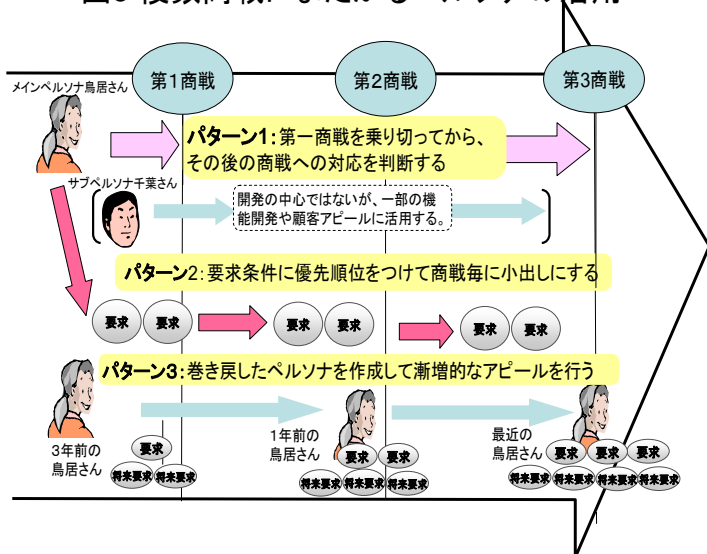 第1商戦
第2商戦
第3商戦
メインペルソナ鳥居さん
パターン1：第一商戦を乗り切ってから、
その後の商戦への対応を判断する
サブペルソナ千葉さん
開発の中心ではないが、一部の機
能開発や顧客アピールに活用する。
パターン2：要求条件に優先順位をつけて商戦毎に小出しにする
要求 要求 要求 要求 要求 要求
パターン3：巻き戻したペルソナを作成して漸増的なアピールを行う
3年前の
鳥居さん
要求
将来要求 将来要求
1年前の
鳥居さん
要求 要求
将来要求 将来要求 将来要求
最近の
鳥居さん
要求 要求 要求
将来要求 将来要求 将来要求 将来要求